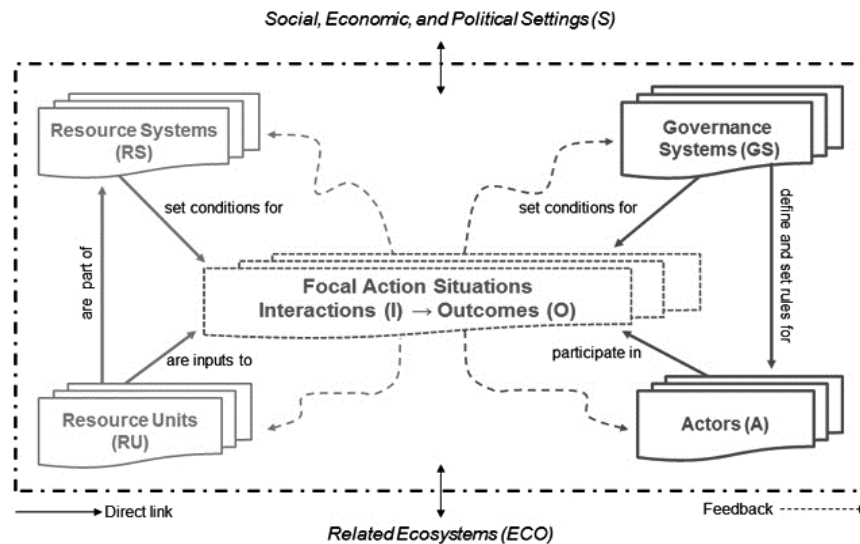 Social, Economic, and Political Settings (S)
Resource Systems
(RS)
Governance
Systems (GS)
set conditions for
set conditions for
are part of
define and set rules for
Focal Action Situations
Interactions (I) → Outcomes (O)
are inputs to
participate in
Resource Units
(RU)
Actors (A)
Direct link
Feedback
Related Ecosystems (ECO)